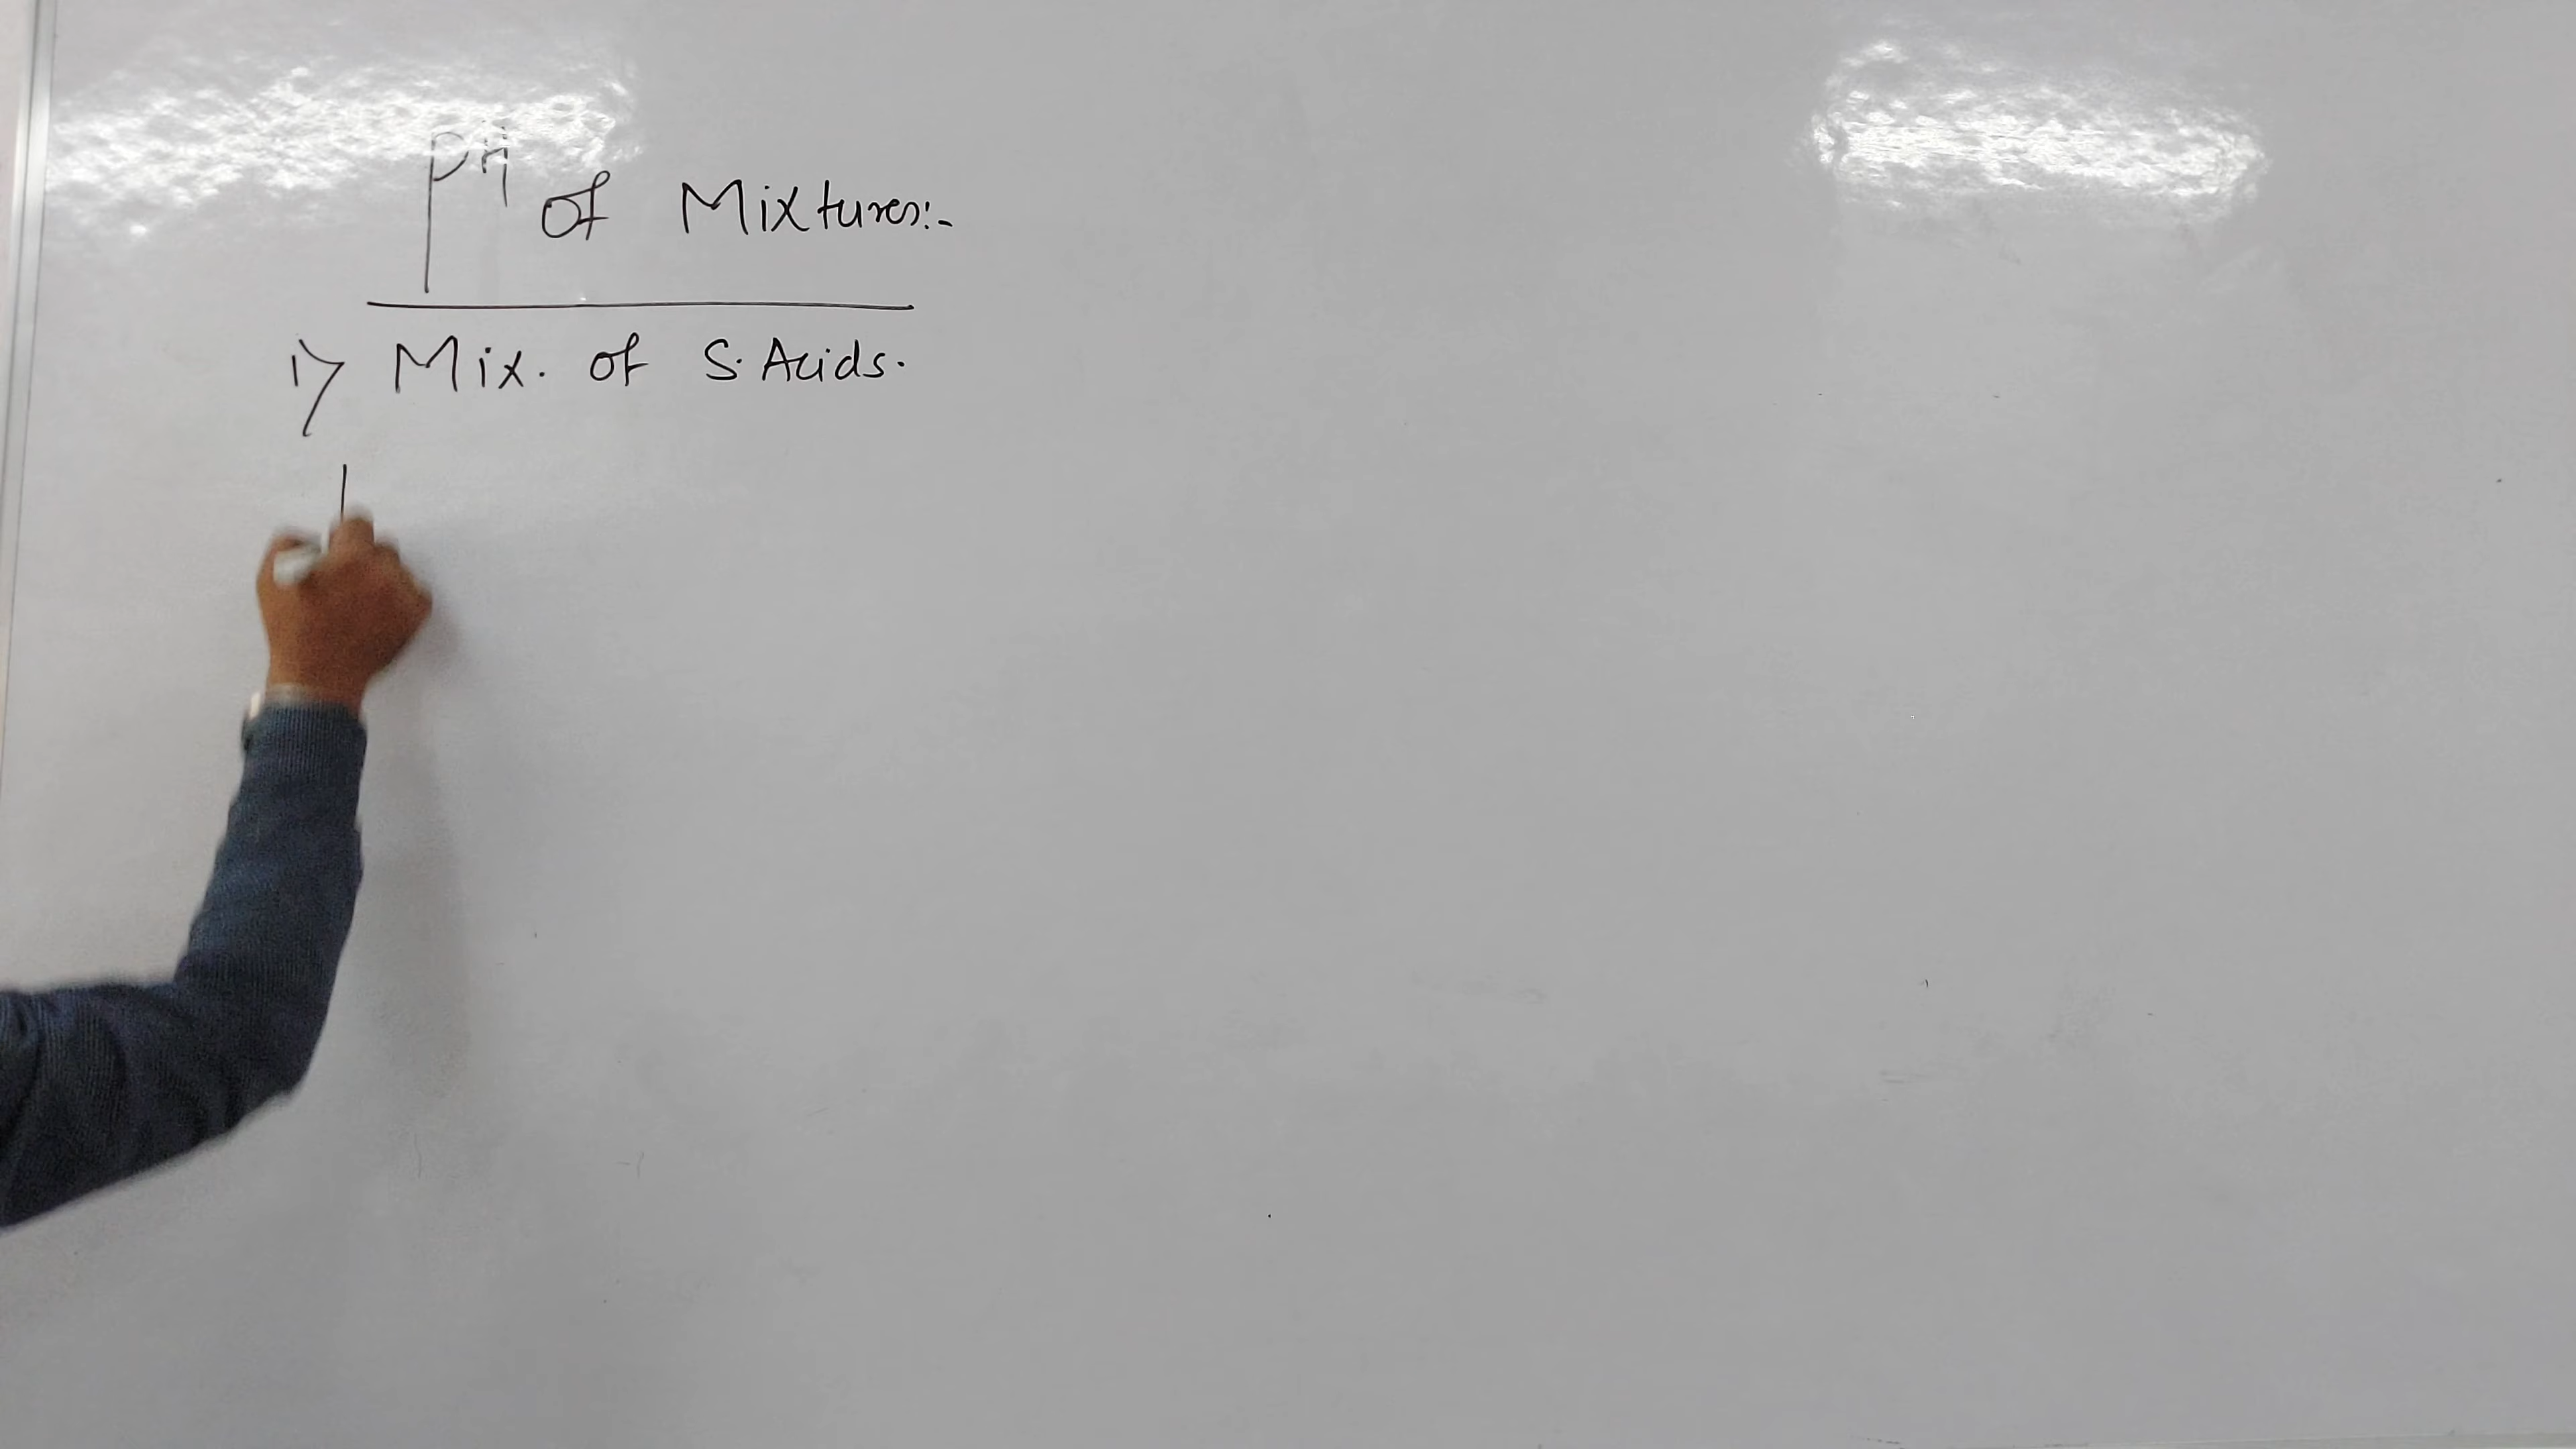 pH of Mixtures:-
1) Mix. of S. Acids.